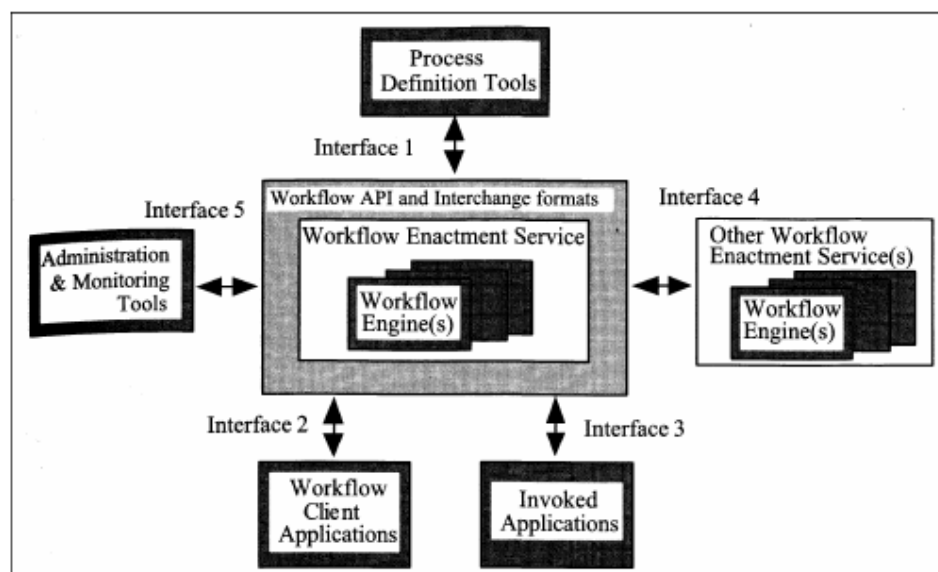 Process
Definition Tools
Interface 1
Workflow API and Interchange formats
Interface 5
Interface 4
Workflow Enactment Service
Other Workflow
Enactment Service(s)
Administration
& Monitoring
Tools
Workflow
Engine(s)
Workflow
Engine(s)
Interface 2
Interface 3
Workflow
Client
Applications
Invoked
Applications